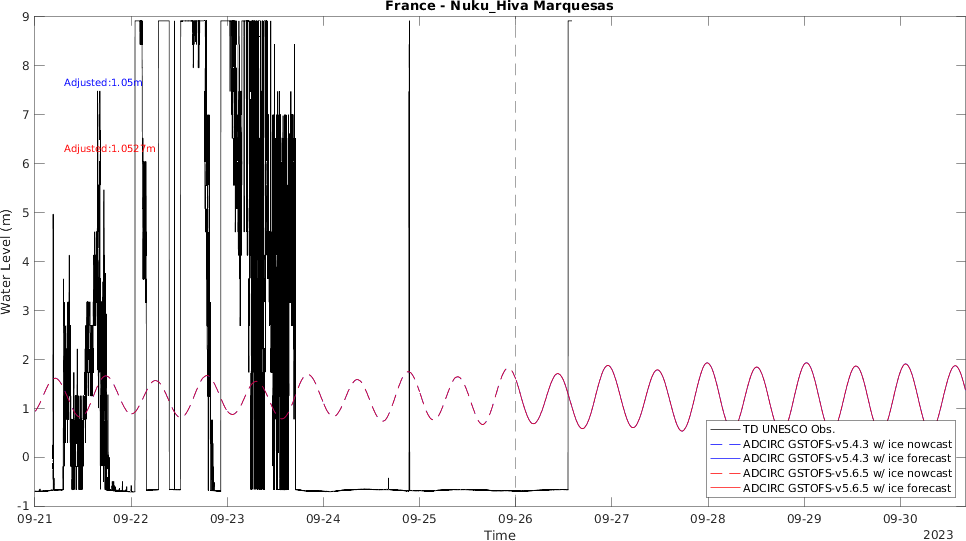 France - Nuku_Hiva Marquesas
9
8
7
6
5
4
3
2
1
0
-1
Water Level (m)
Adjusted:1.05m
Adjusted:1.0527m
TD UNESCO Obs.
ADCIRC GSTOFS-v5.4.3 w/ ice nowcast
ADCIRC GSTOFS-v5.4.3 w/ ice forecast
ADCIRC GSTOFS-v5.6.5 w/ ice nowcast
ADCIRC GSTOFS-v5.6.5 w/ ice forecast
09-21 09-22 09-23 09-24 09-25 09-26 09-27 09-28 09-29 09-30
Time
2023